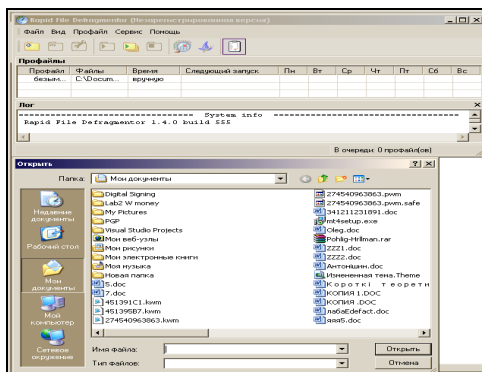 Rapid File Defragmentor (Незарегистрированная версия)
Файл Вид Профайл Сервис Помощь
Профайлы
Профайл Файлы Время Следующий запуск Пн Вт Ср Чт Пт Сб Вс
безым... C:\Docum... вручную
Лог
---------------------------------- System info ----------------------------------
Rapid File Defragmentor 1.4.0 build 555
В очереди: 0 профайл(ов)
Открыть
Папка: Мои документы
Недавние документы
Рабочий стол
Мои документы
Мой компьютер
Сетевое окружение
Digital Signing
Lab2 W money
My Pictures
PGP
Visual Studio Projects
Мои веб-узлы
Мои рисунки
Мои электронные книги
Моя музыка
Новая папка
5.doc
7.doc
451391C1.kwm
451395B7.kwm
274540963863.kwm
274540963863.pwm
274540963863.pwm.safe
341211231891.doc
mt4setup.exe
Oleg.doc
Pohlig-Hellman.rar
ZZZ1.doc
ZZZ2.doc
Антонішин.doc
Измененная тема.Theme
Короткі теорети
КОПИЯ 1.DOC
КОПИЯ .DOC
лабаEdefact.doc
яяя5.doc
Имя файла:
Открыть
Тип файлов:
Отмена